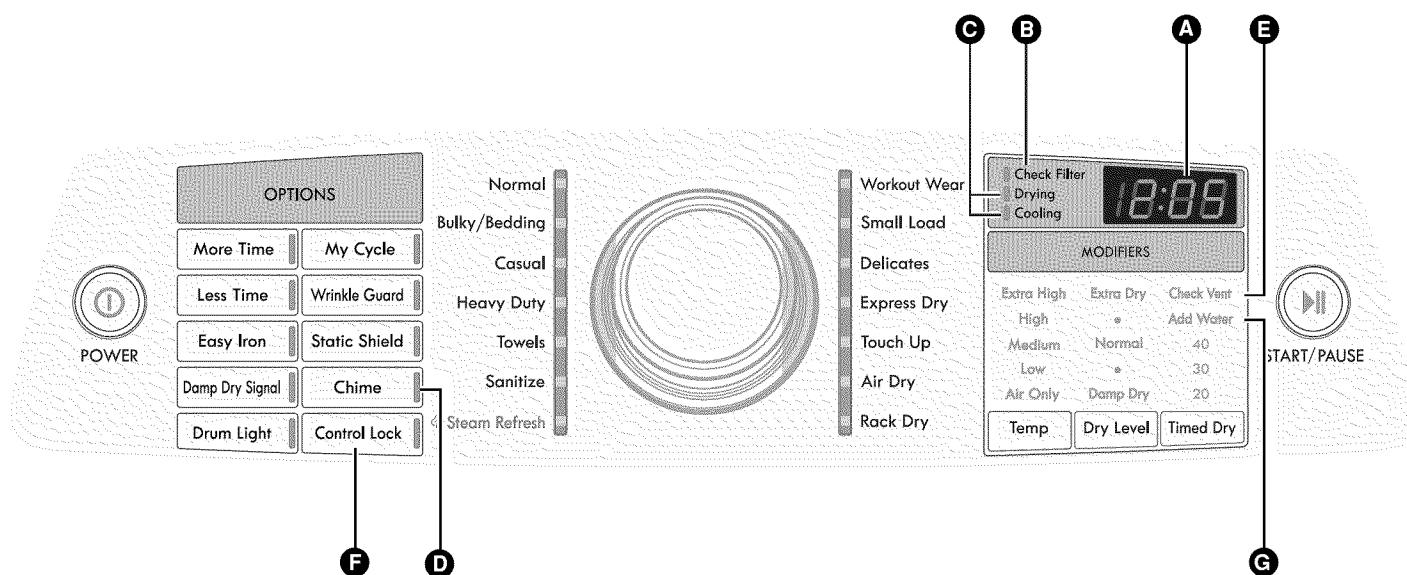 C B A E
POWER
OPTIONS
More Time My Cycle
Less Time Wrinkle Guard
Easy Iron Static Shield
Damp Dry Signal Chime
Drum Light Control Lock
Normal
Bulky/Bedding
Casual
Heavy Duty
Towels
Sanitize
Steam Refresh
Workout Wear
Small Load
Delicates
Express Dry
Touch Up
Air Dry
Rack Dry
Check Filter
Drying
Cooling
18:08
MODIFIERS
Extra High Extra Dry Check Vent
High • Add Water
Medium Normal 40
Low • 30
Air Only Damp Dry 20
Temp Dry Level Timed Dry
START/PAUSE
F D G